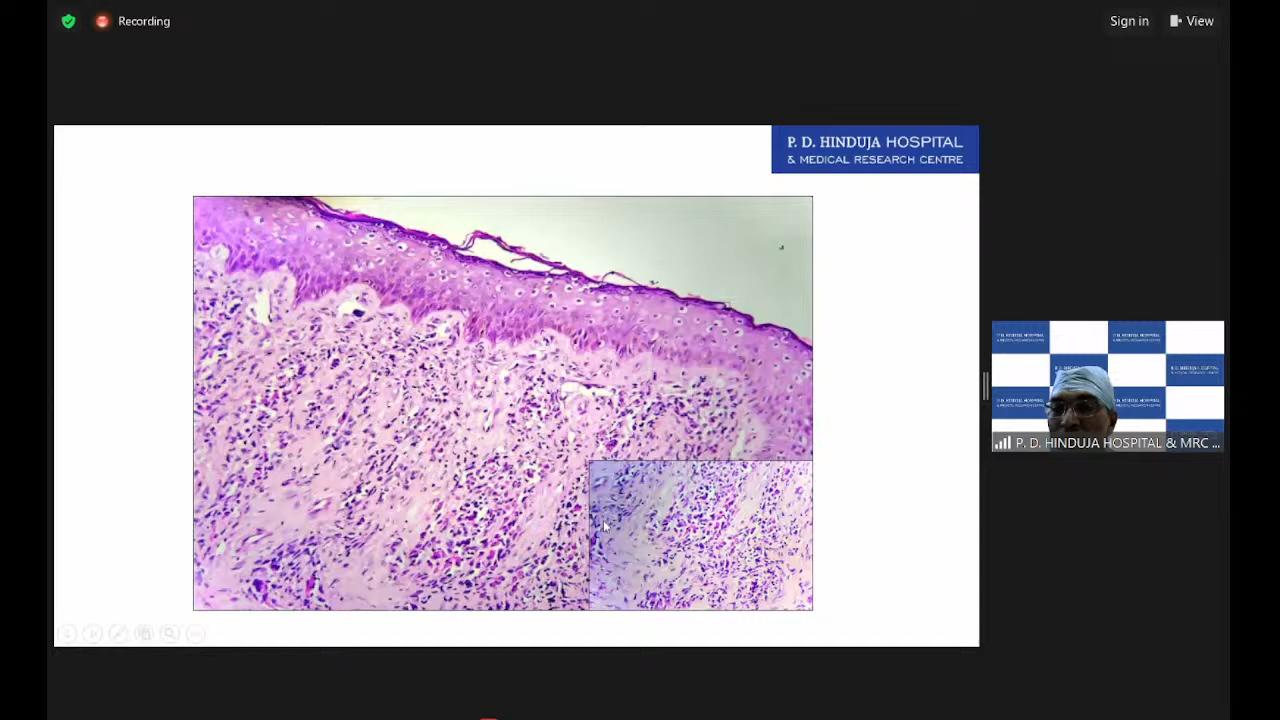 Recording
Sign in
View
P. D. HINDUJA HOSPITAL
& MEDICAL RESEARCH CENTRE
P. D. HINDUJA HOSPITAL & MRC ...